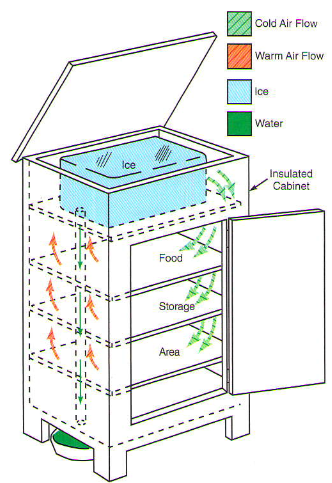 Cold Air Flow
Warm Air Flow
Ice
Water
Ice
Insulated
Cabinet
Food
Storage
Area